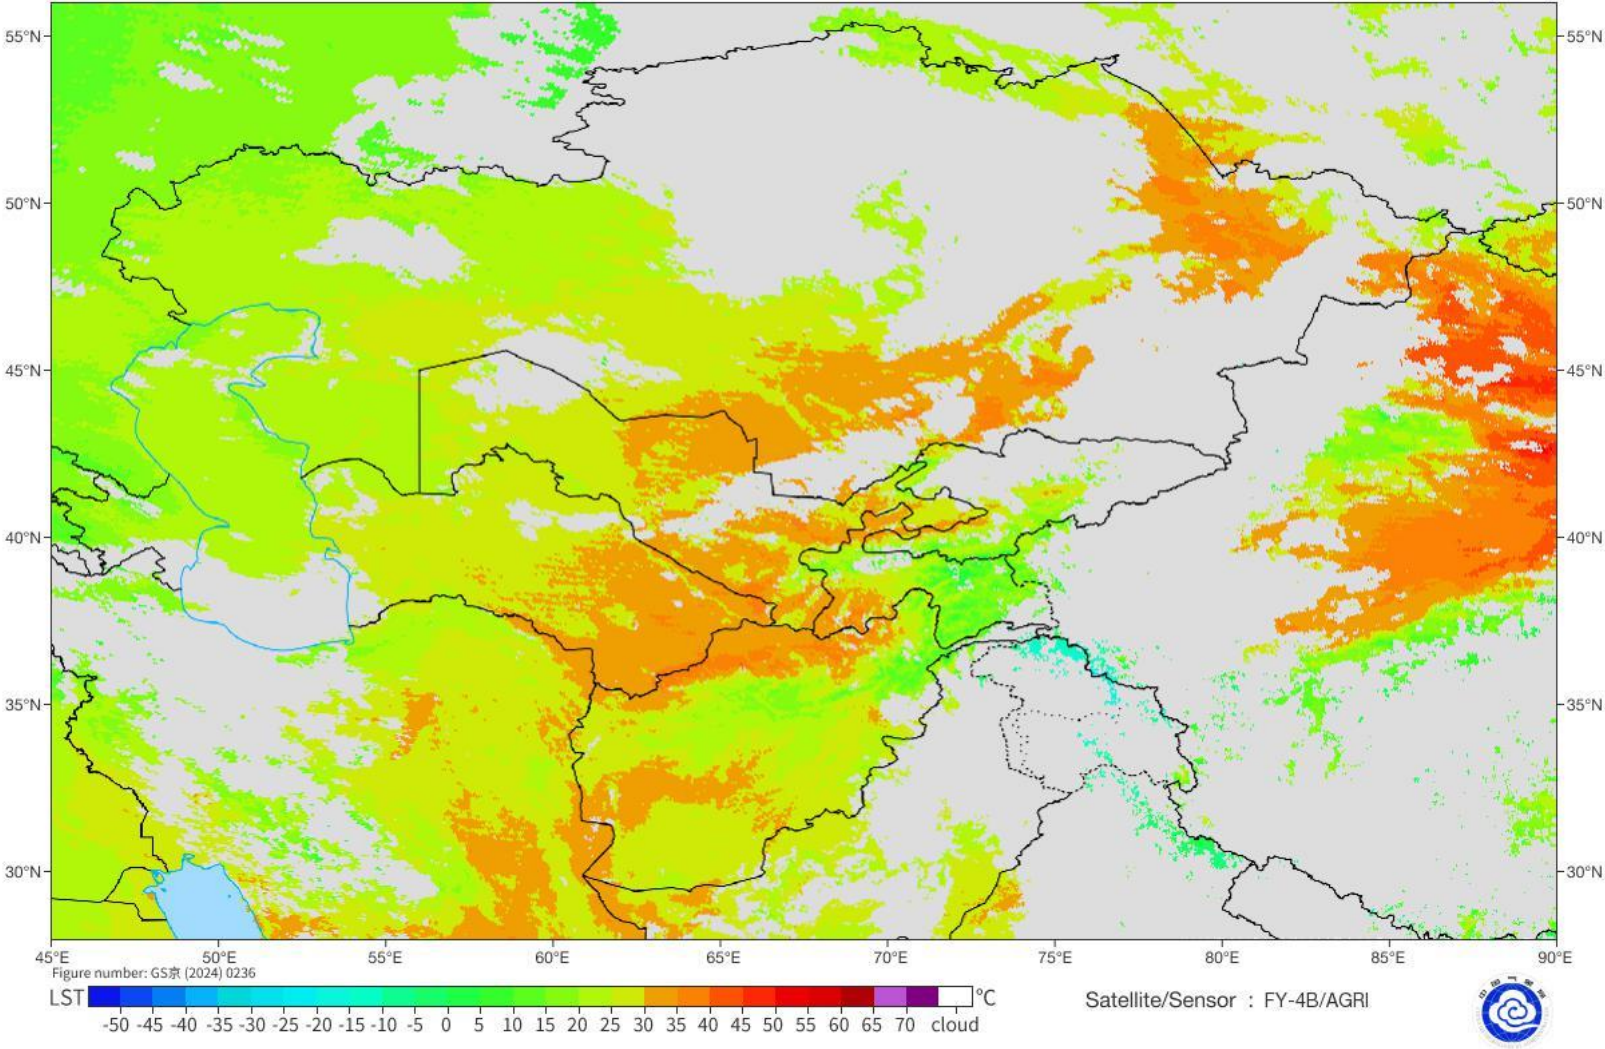 55°N
55°N
50°N
50°N
45°N
45°N
40°N
40°N
35°N
35°N
30°N
30°N
45°E 50°E 55°E 60°E 65°E 70°E 75°E 80°E 85°E 90°E
Figure number: GS京 (2024) 0236
LST °C
-50 -45 -40 -35 -30 -25 -20 -15 -10 -5 0 5 10 15 20 25 30 35 40 45 50 55 60 65 70 cloud
Satellite/Sensor : FY-4B/AGRI